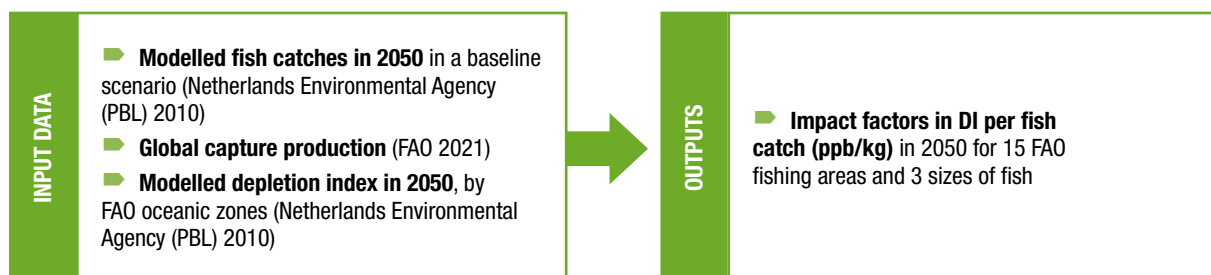 INPUT DATA
Modelled fish catches in 2050 in a baseline
scenario (Netherlands Environmental Agency
(PBL) 2010)
Global capture production (FAO 2021)
Modelled depletion index in 2050, by
FAO oceanic zones (Netherlands Environmental
Agency (PBL) 2010)
OUTPUTS
Impact factors in DI per fish
catch (ppb/kg) in 2050 for 15 FAO
fishing areas and 3 sizes of fish